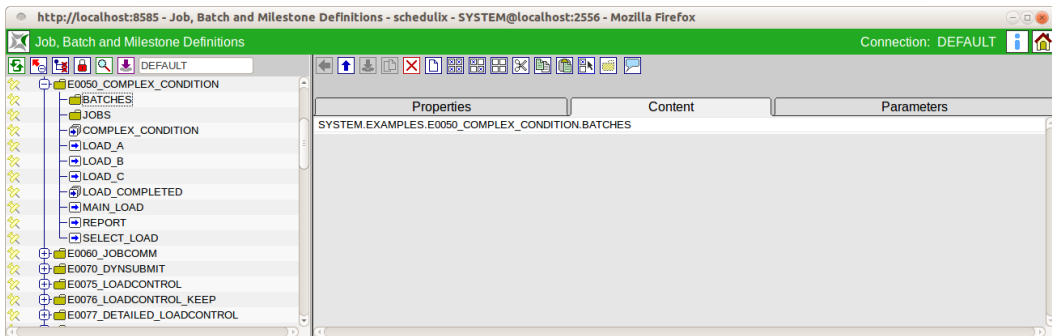 http://localhost:8585 - Job, Batch and Milestone Definitions - schedulix - SYSTEM@localhost:2556 - Mozilla Firefox
Job, Batch and Milestone Definitions
Connection: DEFAULT
DEFAULT
E0050_COMPLEX_CONDITION
BATCHES
JOBS
COMPLEX_CONDITION
LOAD_A
LOAD_B
LOAD_C
LOAD_COMPLETED
MAIN_LOAD
REPORT
SELECT_LOAD
E0060_JOBCOMM
E0070_DYNSUBMIT
E0075_LOADCONTROL
E0076_LOADCONTROL_KEEP
E0077_DETAILED_LOADCONTROL
Properties
Content
Parameters
SYSTEM.EXAMPLES.E0050_COMPLEX_CONDITION.BATCHES